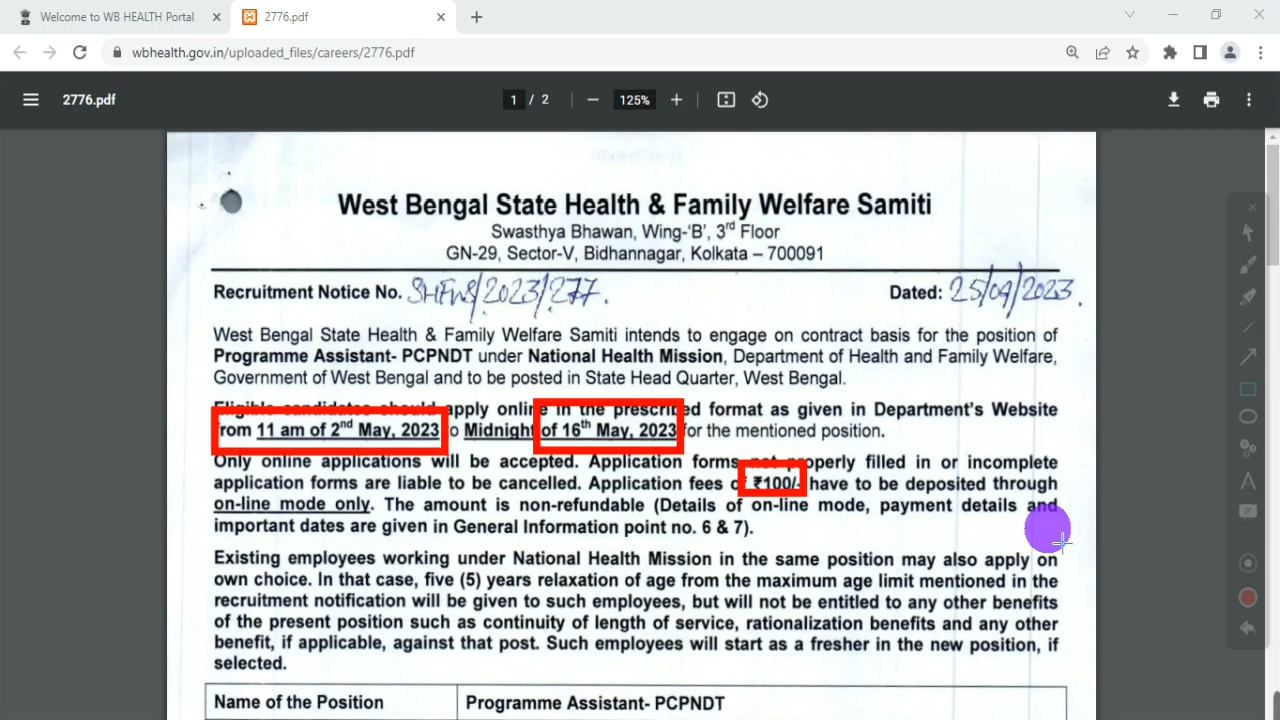 Welcome to WB HEALTH Portal
2776.pdf
wbhealth.gov.in/uploaded_files/careers/2776.pdf
2776.pdf
1 / 2
125%
West Bengal State Health & Family Welfare Samiti
Swasthya Bhawan, Wing-‘B’, 3rd Floor
GN-29, Sector-V, Bidhannagar, Kolkata – 700091
Recruitment Notice No. SHFWS/2023/277. Dated: 25/04/2023.
West Bengal State Health & Family Welfare Samiti intends to engage on contract basis for the position of
Programme Assistant- PCPNDT under National Health Mission, Department of Health and Family Welfare,
Government of West Bengal and to be posted in State Head Quarter, West Bengal.
Eligible candidates should apply online in the prescribed format as given in Department's Website
from 11 am of 2nd May, 2023 to Midnight of 16th May, 2023 for the mentioned position.
Only online applications will be accepted. Application forms not properly filled in or incomplete
application forms are liable to be cancelled. Application fees of ₹100/- have to be deposited through
on-line mode only. The amount is non-refundable (Details of on-line mode, payment details and
important dates are given in General Information point no. 6 & 7).
Existing employees working under National Health Mission in the same position may also apply on
own choice. In that case, five (5) years relaxation of age from the maximum age limit mentioned in the
recruitment notification will be given to such employees, but will not be entitled to any other benefits
of the present position such as continuity of length of service, rationalization benefits and any other
benefit, if applicable, against that post. Such employees will start as a fresher in the new position, if
selected.
Name of the Position
Programme Assistant- PCPNDT